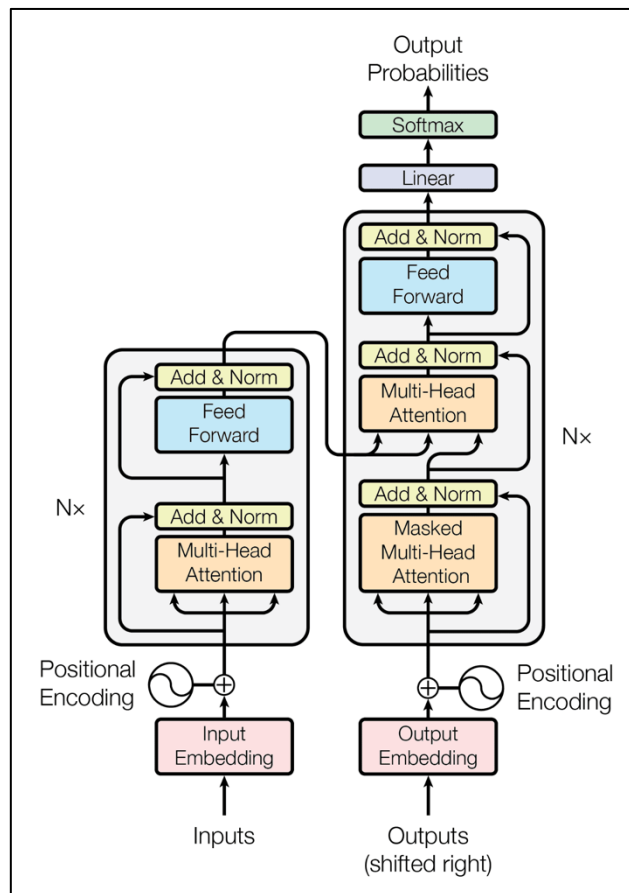 Output
Probabilities
Softmax
Linear
Add & Norm
Feed
Forward
Add & Norm
Multi-Head
Attention
Nx
Add & Norm
Masked
Multi-Head
Attention
Add & Norm
Feed
Forward
Nx
Add & Norm
Multi-Head
Attention
Positional
Encoding
Positional
Encoding
Input
Embedding
Output
Embedding
Inputs
Outputs
(shifted right)